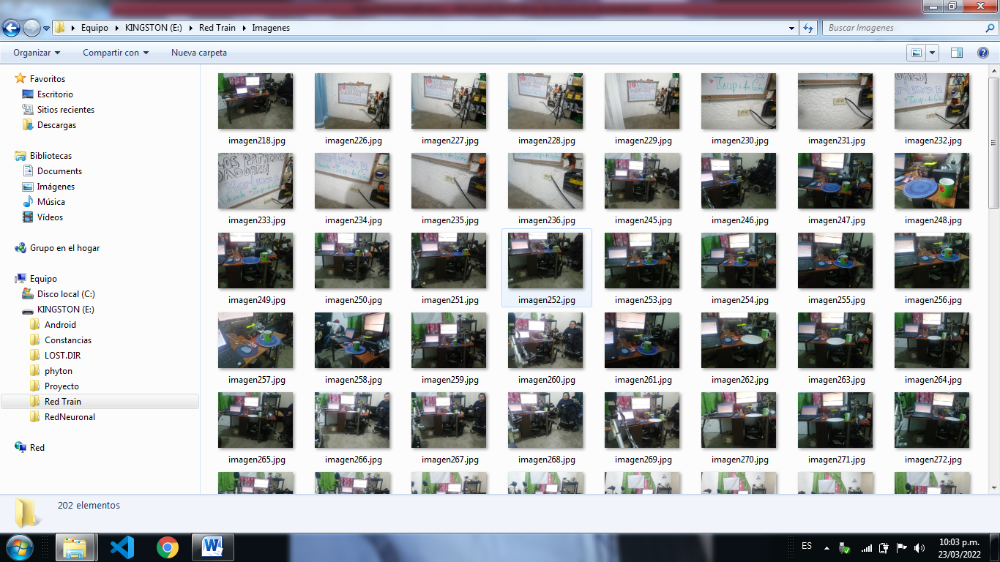 Equipo
KINGSTON (E:)
Red Train
Imagenes
Buscar Imagenes
Organizar
Compartir con
Nueva carpeta
Favoritos
Escritorio
Sitios recientes
Descargas
Bibliotecas
Documents
Imágenes
Música
Vídeos
Grupo en el hogar
Equipo
Disco local (C:)
KINGSTON (E:)
Android
Constancias
LOST.DIR
phyton
Proyecto
Red Train
RedNeuronal
Red
imagen218.jpg imagen226.jpg imagen227.jpg imagen228.jpg imagen229.jpg imagen230.jpg imagen231.jpg imagen232.jpg
imagen233.jpg imagen234.jpg imagen235.jpg imagen236.jpg imagen245.jpg imagen246.jpg imagen247.jpg imagen248.jpg
imagen249.jpg imagen250.jpg imagen251.jpg imagen252.jpg imagen253.jpg imagen254.jpg imagen255.jpg imagen256.jpg
imagen257.jpg imagen258.jpg imagen259.jpg imagen260.jpg imagen261.jpg imagen262.jpg imagen263.jpg imagen264.jpg
imagen265.jpg imagen266.jpg imagen267.jpg imagen268.jpg imagen269.jpg imagen270.jpg imagen271.jpg imagen272.jpg
202 elementos
ES
10:03 p.m.
23/03/2022